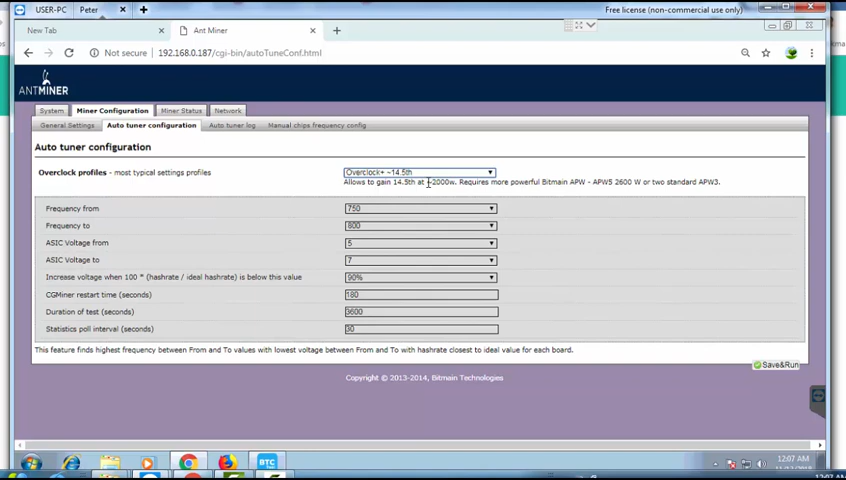 USER-PC Peter Free license (non-commercial use only)
New Tab Ant Miner
Not secure 192.168.0.187/cgi-bin/autoTuneConf.html
ANTMINER
System Miner Configuration Miner Status Network
General Settings Auto tuner configuration Auto tuner log Manual chips frequency config
Auto tuner configuration
Overclock profiles - most typical settings profiles Overclock+ ~14.5th
Allows to gain 14.5th at ~2000w. Requires more powerful Bitmain APW - APW5 2600 W or two standard APW3.
Frequency from 750
Frequency to 800
ASIC Voltage from 5
ASIC Voltage to 7
Increase voltage when 100 * (hashrate / ideal hashrate) is below this value 90%
CGMiner restart time (seconds) 180
Duration of test (seconds) 3600
Statistics poll interval (seconds) 30
This feature finds highest frequency between From and To values with lowest voltage between From and To with hashrate closest to ideal value for each board.
Save&Run
Copyright © 2013-2014, Bitmain Technologies
BTC
12:07 AM
12:07 AM